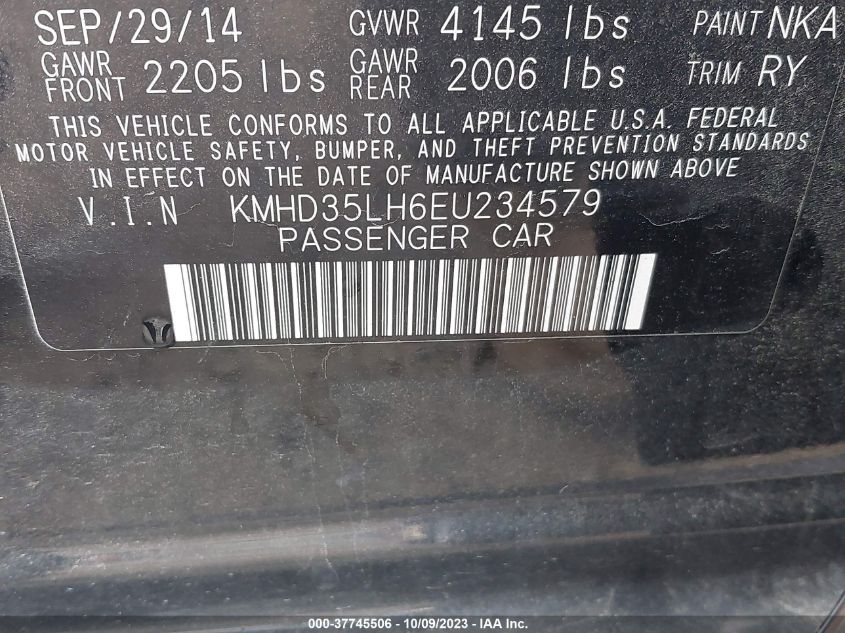 SEP/29/14 GVWR 4145 lbs PAINT NKA
GAWR FRONT 2205 lbs GAWR REAR 2006 lbs TRIM RY
THIS VEHICLE CONFORMS TO ALL APPLICABLE U.S.A. FEDERAL
MOTOR VEHICLE SAFETY, BUMPER, AND THEFT PREVENTION STANDARDS
IN EFFECT ON THE DATE OF MANUFACTURE SHOWN ABOVE
V.I.N KMHD35LH6EU234579
PASSENGER CAR
000-37745506 - 10/09/2023 - IAA Inc.